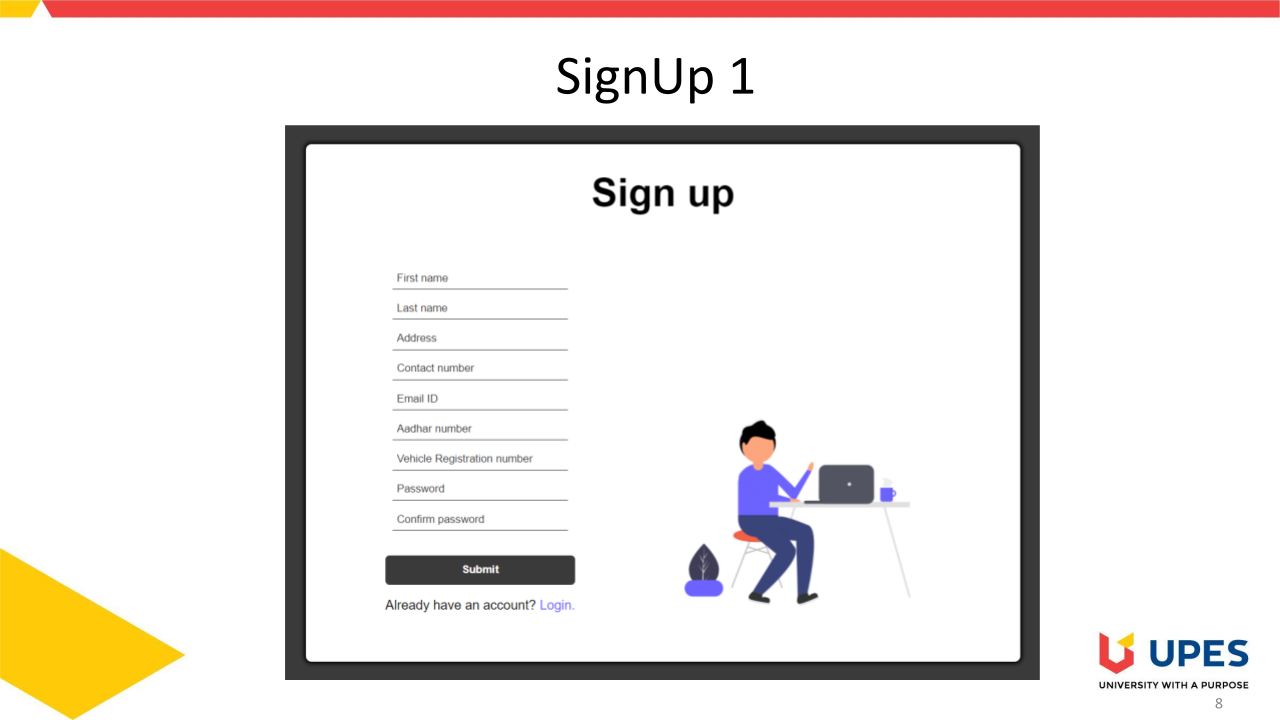 SignUp 1
Sign up
First name
Last name
Address
Contact number
Email ID
Aadhar number
Vehicle Registration number
Password
Confirm password
Submit
Already have an account? Login.
UPES
UNIVERSITY WITH A PURPOSE
8